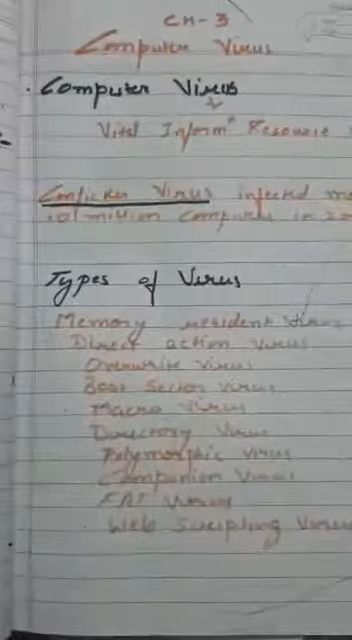 CH-3
Computer Virus
Computer Virus
Vital Informn Resource
Conficker Virus infected
10 million computers in
Types of Virus
Memory resident virus
Direct action virus
Overwrite virus
Boot Sector virus
Macro Virus
Directory Virus
Polymorphic virus
Companion Virus
FAT Virus
Web Scripting Virus